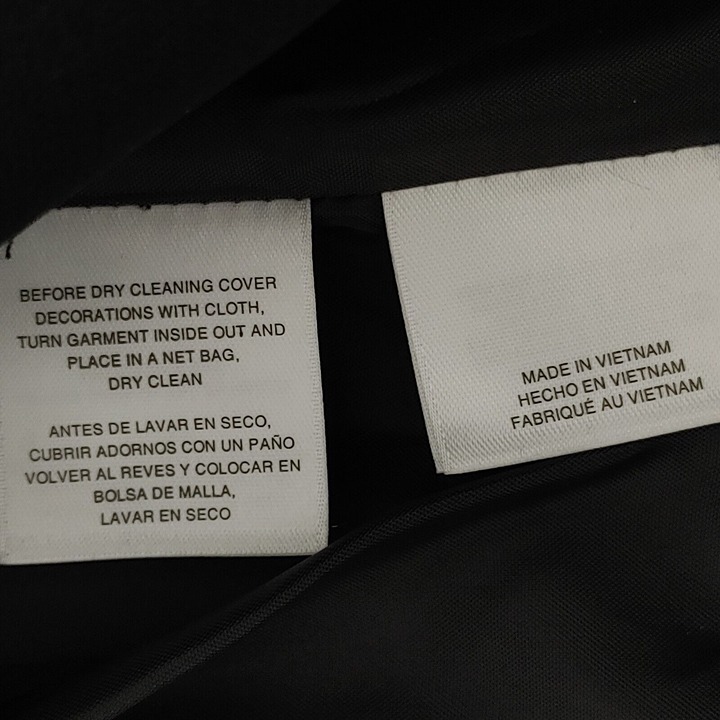 BEFORE DRY CLEANING COVER
DECORATIONS WITH CLOTH,
TURN GARMENT INSIDE OUT AND
PLACE IN A NET BAG,
DRY CLEAN
ANTES DE LAVAR EN SECO,
CUBRIR ADORNOS CON UN PAÑO
VOLVER AL REVES Y COLOCAR EN
BOLSA DE MALLA,
LAVAR EN SECO
MADE IN VIETNAM
HECHO EN VIETNAM
FABRIQUÉ AU VIETNAM